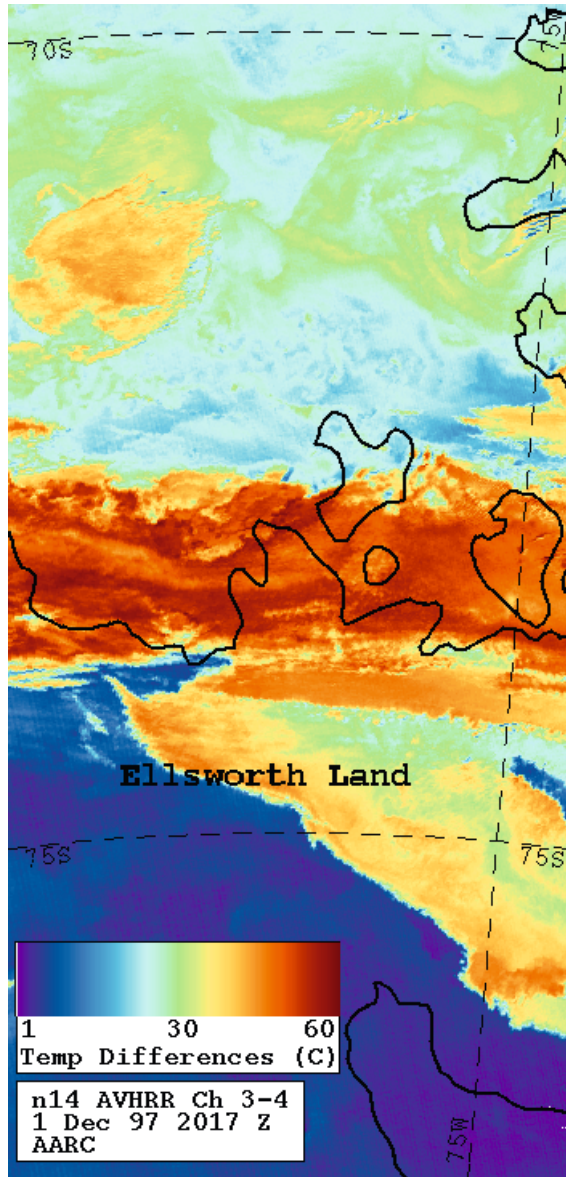 70S
75W
Ellsworth Land
75S
75S
1 30 60
Temp Differences (C)
n14 AVHRR Ch 3-4
1 Dec 97 2017 Z
AARC
75W